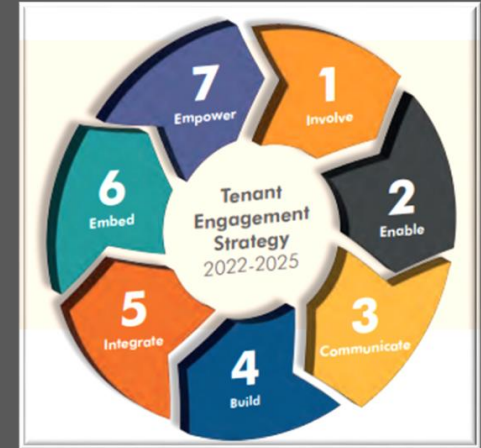 Tenant
Engagement
Strategy
2022-2025
1
Involve
2
Enable
3
Communicate
4
Build
5
Integrate
6
Embed
7
Empower